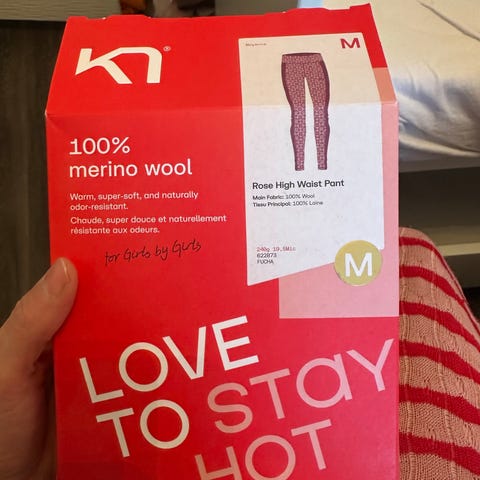 M
100%
merino wool
Warm, super-soft, and naturally
odor-resistant.
Chaude, super douce et naturellement
résistante aux odeurs.
for Girls by Girls
Rose High Waist Pant
Main Fabric: 100% Wool
Tissu Principal: 100% Laine
240g 19,5Mic
622873
FUCHA
M
LOVE
TO STAY
HOT